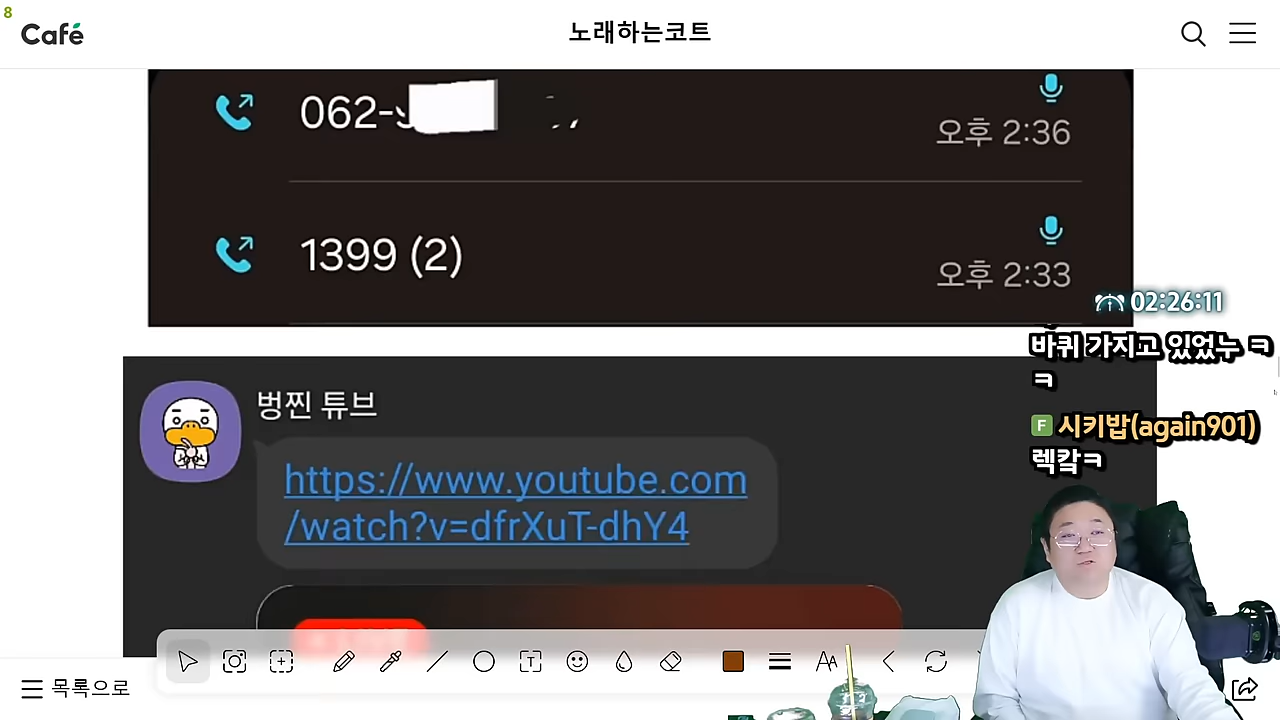 8
Café
노래하는코트
062-
오후 2:36
1399 (2)
오후 2:33
02:26:11
바퀴 가지고 있었누 ㅋ
ㅋ
F 시키밥(again901)
렉캌ㅋ
벙찐 튜브
https://www.youtube.com
/watch?v=dfrXuT-dhY4
T
AA
목록으로